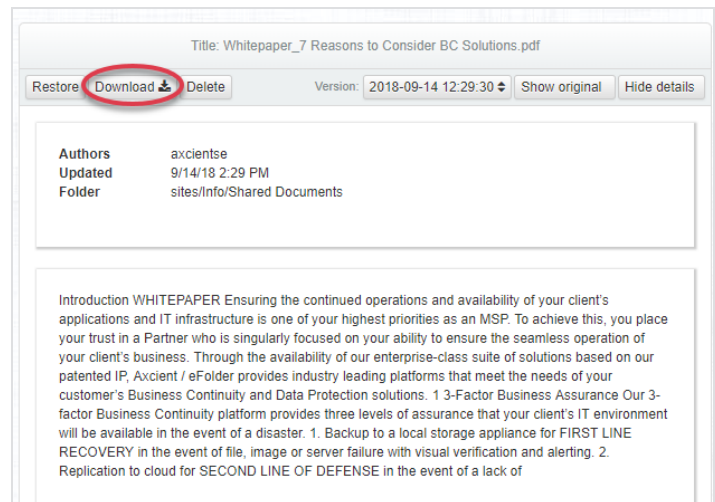 Title: Whitepaper_7 Reasons to Consider BC Solutions.pdf
Restore Download Delete Version: 2018-09-14 12:29:30 Show original Hide details
Authors axcientse
Updated 9/14/18 2:29 PM
Folder sites/Info/Shared Documents
Introduction WHITEPAPER Ensuring the continued operations and availability of your client's
applications and IT infrastructure is one of your highest priorities as an MSP. To achieve this, you place
your trust in a Partner who is singularly focused on your ability to ensure the seamless operation of
your client's business. Through the availability of our enterprise-class suite of solutions based on our
patented IP, Axcient / eFolder provides industry leading platforms that meet the needs of your
customer's Business Continuity and Data Protection solutions. 1 3-Factor Business Assurance Our 3-
factor Business Continuity platform provides three levels of assurance that your client's IT environment
will be available in the event of a disaster. 1. Backup to a local storage appliance for FIRST LINE
RECOVERY in the event of file, image or server failure with visual verification and alerting. 2.
Replication to cloud for SECOND LINE OF DEFENSE in the event of a lack of